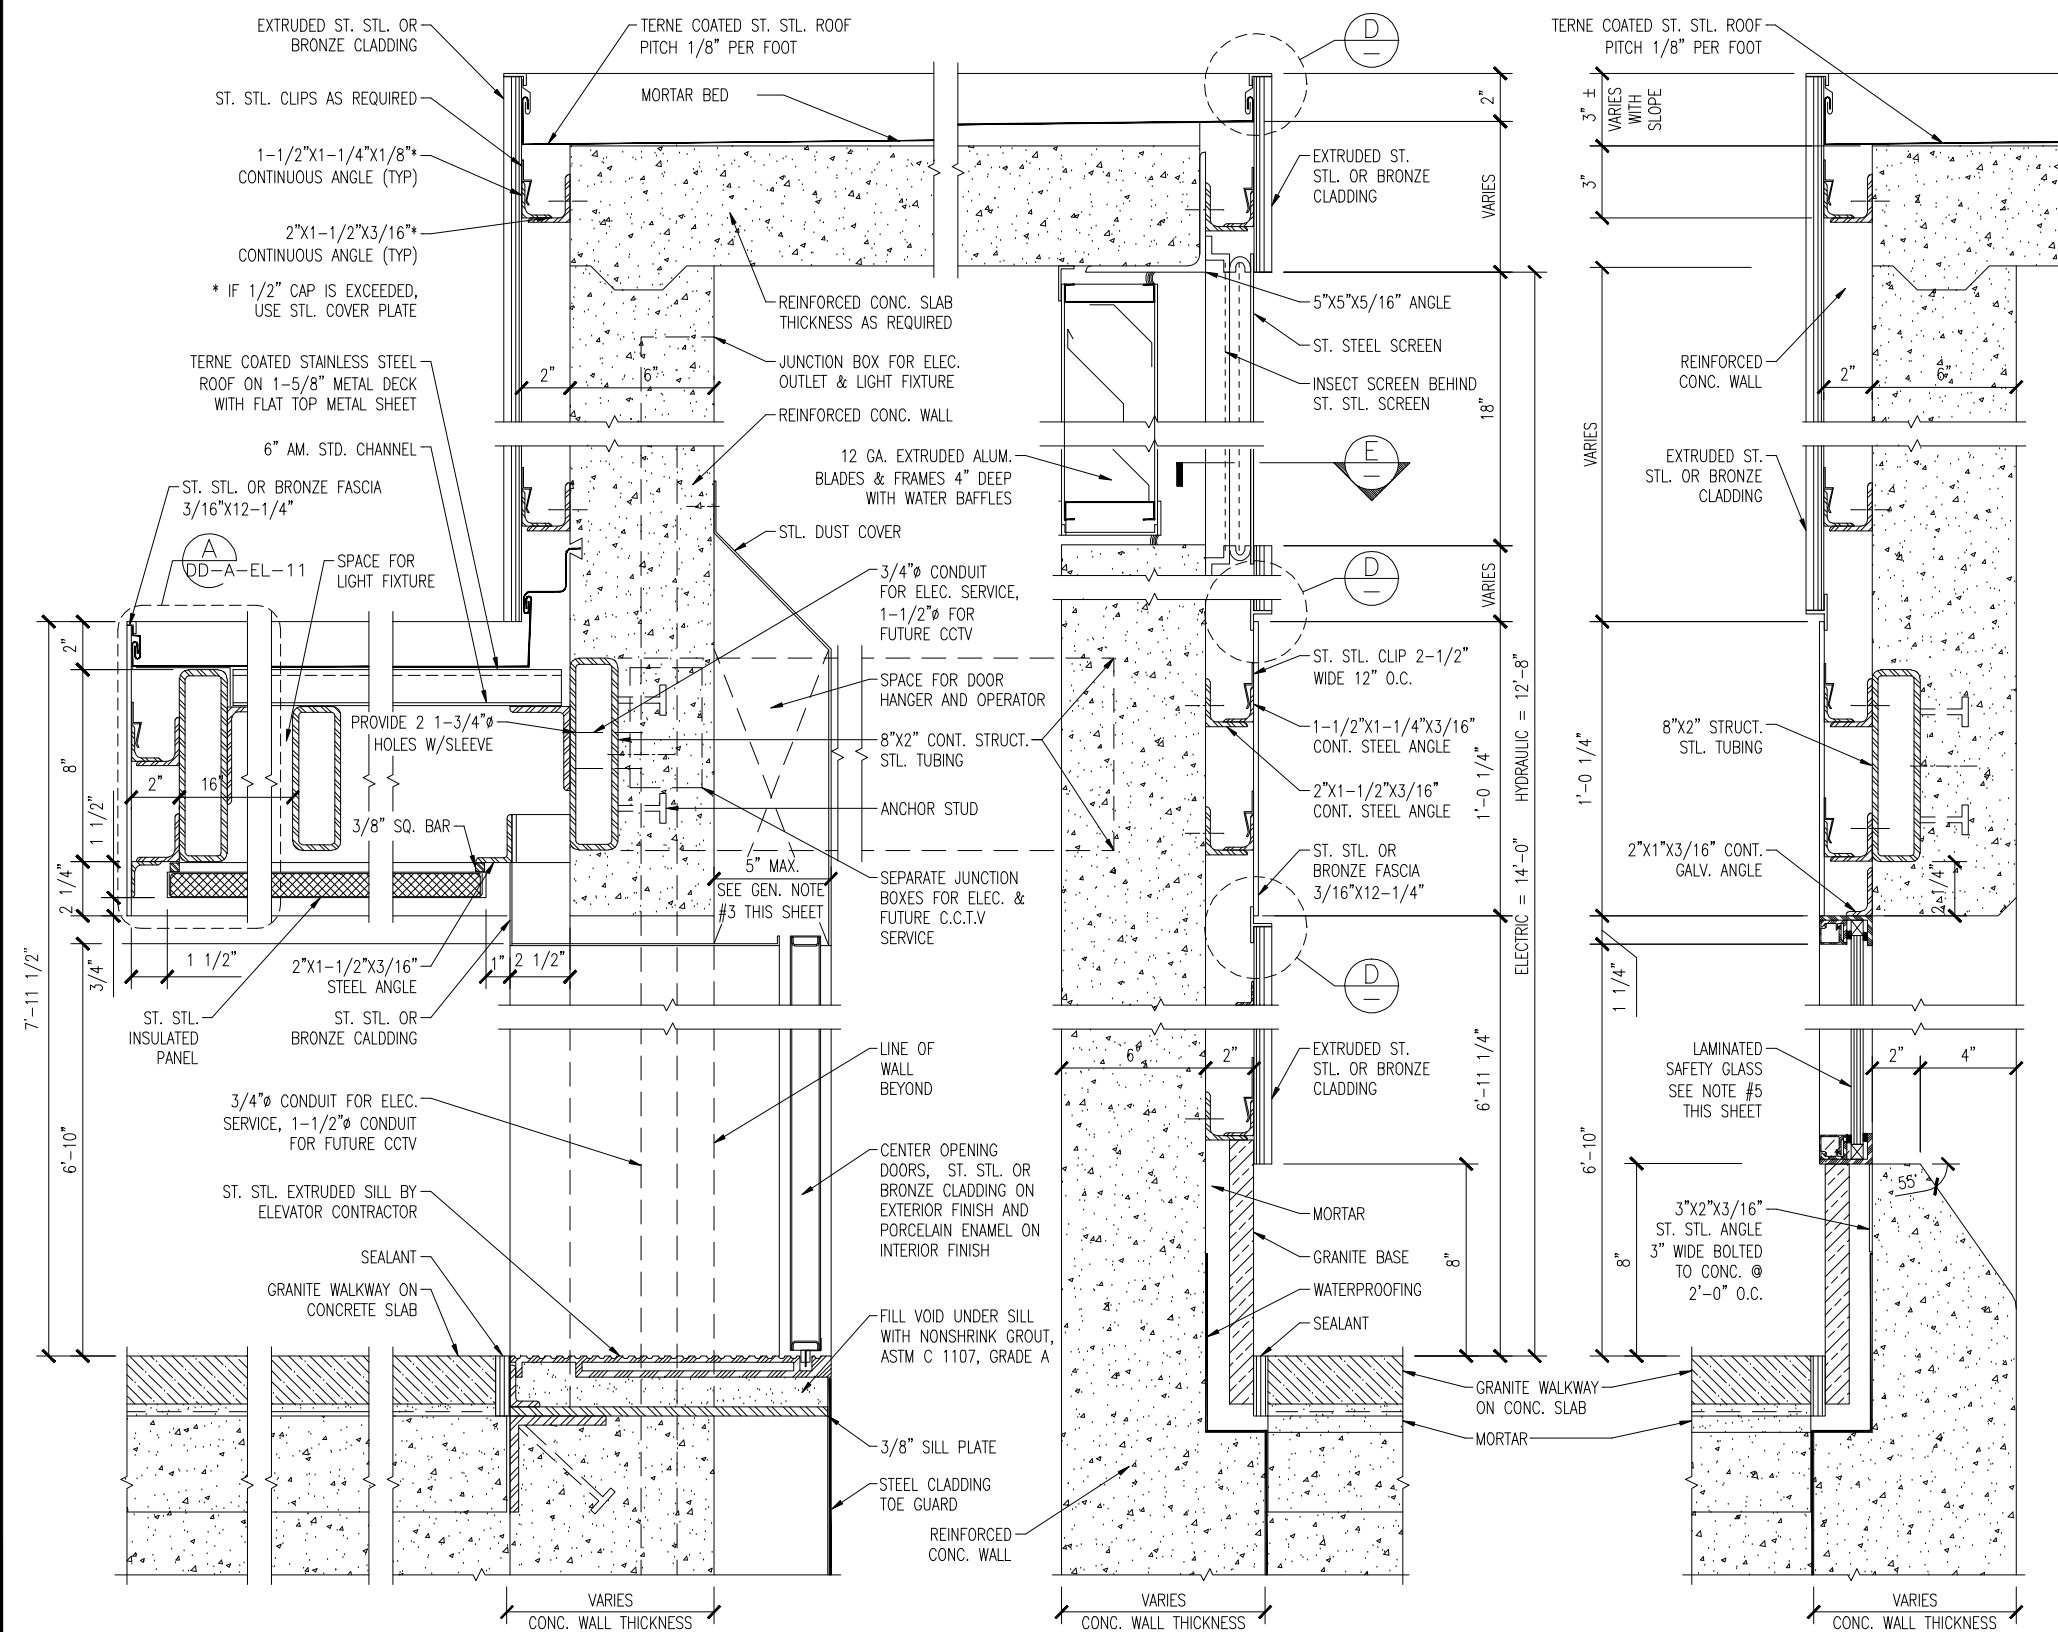 EXTRUDED ST. STL. OR
BRONZE CLADDING
ST. STL. CLIPS AS REQUIRED
1-1/2"X1-1/4"X1/8"*
CONTINUOUS ANGLE (TYP)
2"X1-1/2"X3/16"*
CONTINUOUS ANGLE (TYP)
* IF 1/2" CAP IS EXCEEDED,
USE STL. COVER PLATE
TERNE COATED STAINLESS STEEL
ROOF ON 1-5/8" METAL DECK
WITH FLAT TOP METAL SHEET
6" AM. STD. CHANNEL
ST. STL. OR BRONZE FASCIA
3/16"X12-1/4"
A
DD-A-EL-11
SPACE FOR
LIGHT FIXTURE
TERNE COATED ST. STL. ROOF
PITCH 1/8" PER FOOT
MORTAR BED
REINFORCED CONC. SLAB
THICKNESS AS REQUIRED
JUNCTION BOX FOR ELEC.
OUTLET & LIGHT FIXTURE
2"
6"
REINFORCED CONC. WALL
12 GA. EXTRUDED ALUM.
BLADES & FRAMES 4" DEEP
WITH WATER BAFFLES
STL. DUST COVER
3/4"ø CONDUIT
FOR ELEC. SERVICE,
1-1/2"ø FOR
FUTURE CCTV
SPACE FOR DOOR
HANGER AND OPERATOR
PROVIDE 2 1-3/4"ø
HOLES W/SLEEVE
8"X2" CONT. STRUCT.
STL. TUBING
ANCHOR STUD
3/8" SQ. BAR
5" MAX.
SEE GEN. NOTE
#3 THIS SHEET
SEPARATE JUNCTION
BOXES FOR ELEC. &
FUTURE C.C.T.V
SERVICE
2"
8"
1 1/2"
2 1/4"
3/4"
7'-11 1/2"
6'-10"
2"
16"
1 1/2"
1"
2 1/2"
2"X1-1/2"X3/16"
STEEL ANGLE
ST. STL.
INSULATED
PANEL
ST. STL. OR
BRONZE CALDDING
LINE OF
WALL
BEYOND
3/4"ø CONDUIT FOR ELEC.
SERVICE, 1-1/2"ø CONDUIT
FOR FUTURE CCTV
CENTER OPENING
DOORS, ST. STL. OR
BRONZE CLADDING ON
EXTERIOR FINISH AND
PORCELAIN ENAMEL ON
INTERIOR FINISH
ST. STL. EXTRUDED SILL BY
ELEVATOR CONTRACTOR
SEALANT
GRANITE WALKWAY ON
CONCRETE SLAB
FILL VOID UNDER SILL
WITH NONSHRINK GROUT,
ASTM C 1107, GRADE A
3/8" SILL PLATE
STEEL CLADDING
TOE GUARD
REINFORCED
CONC. WALL
VARIES
CONC. WALL THICKNESS
D
–
2"
VARIES
EXTRUDED ST.
STL. OR BRONZE
CLADDING
5"X5"X5/16" ANGLE
ST. STEEL SCREEN
INSECT SCREEN BEHIND
ST. STL. SCREEN
18"
E
–
D
–
VARIES
ST. STL. CLIP 2-1/2"
WIDE 12" O.C.
1-1/2"X1-1/4"X3/16"
CONT. STEEL ANGLE
2"X1-1/2"X3/16"
CONT. STEEL ANGLE
1'-0 1/4"
ELECTRIC = 14'-0" HYDRAULIC = 12'-8"
ST. STL. OR
BRONZE FASCIA
3/16"X12-1/4"
D
–
6"
2"
EXTRUDED ST.
STL. OR BRONZE
CLADDING
6'-11 1/4"
MORTAR
GRANITE BASE
WATERPROOFING
SEALANT
8"
GRANITE WALKWAY
ON CONC. SLAB
MORTAR
VARIES
CONC. WALL THICKNESS
TERNE COATED ST. STL. ROOF
PITCH 1/8" PER FOOT
3" ±
VARIES
WITH
SLOPE
3"
REINFORCED
CONC. WALL
2"
6"
VARIES
EXTRUDED ST.
STL. OR BRONZE
CLADDING
8"X2" STRUCT.
STL. TUBING
1'-0 1/4"
2"X1"X3/16" CONT.
GALV. ANGLE
2-1/4"
1 1/4"
LAMINATED
SAFETY GLASS
SEE NOTE #5
THIS SHEET
2"
4"
6'-10"
55°
3"X2"X3/16"
ST. STL. ANGLE
3" WIDE BOLTED
TO CONC. @
2'-0" O.C.
8"
VARIES
CONC. WALL THICKNESS